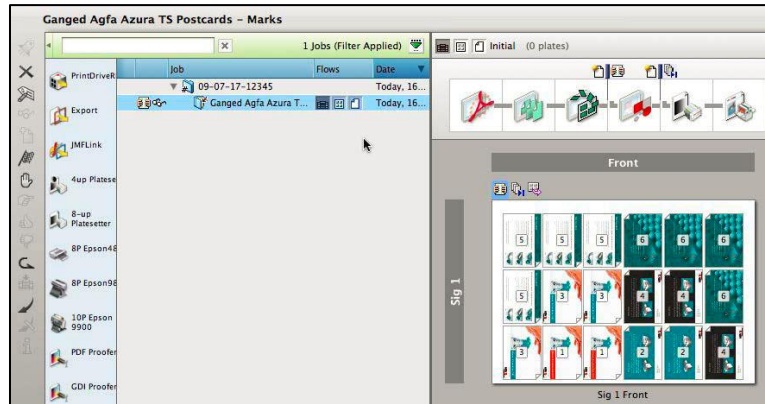 Ganged Agfa Azura TS Postcards – Marks
1 Jobs (Filter Applied)
Initial (0 plates)
Job Flows Date
09-07-17-12345 Today, 16...
Ganged Agfa Azura T... Today, 16...
PrintDriveR
Export
JMFLink
4up Platese
8-up
Platesetter
8P Epson48
8P Epson98
10P Epson
9900
PDF Proofer
GDI Proofer
Front
Sig 1
5 5 5 6 6 6
5 3 3 4 4 6
3 1 1 2 2 4
Sig 1 Front